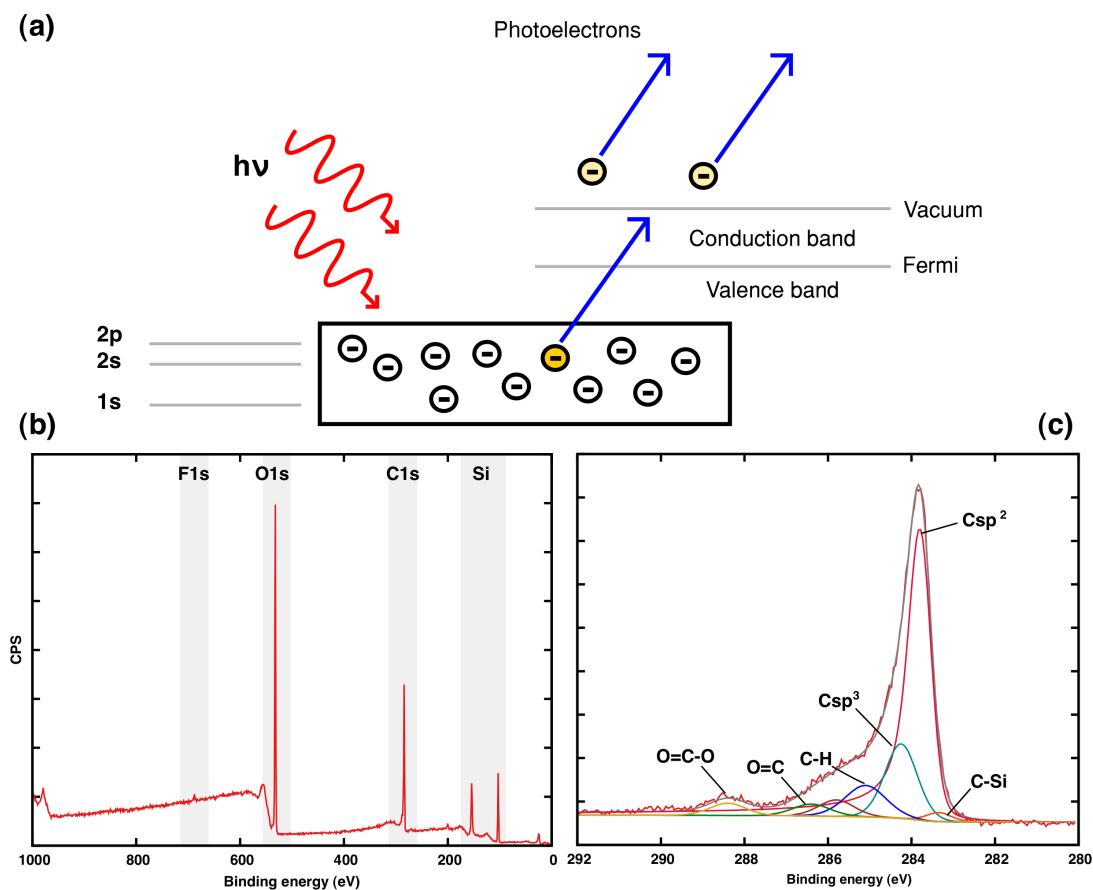 (a)
Photoelectrons
hν
Vacuum
Conduction band
Fermi
Valence band
2p
2s
1s
(b)
F1s O1s C1s Si
CPS
1000 800 600 400 200 0
Binding energy (eV)
(c)
Csp²
Csp³
O=C-O
O=C
C-H
C-Si
292 290 288 286 284 282 280
Binding energy (eV)